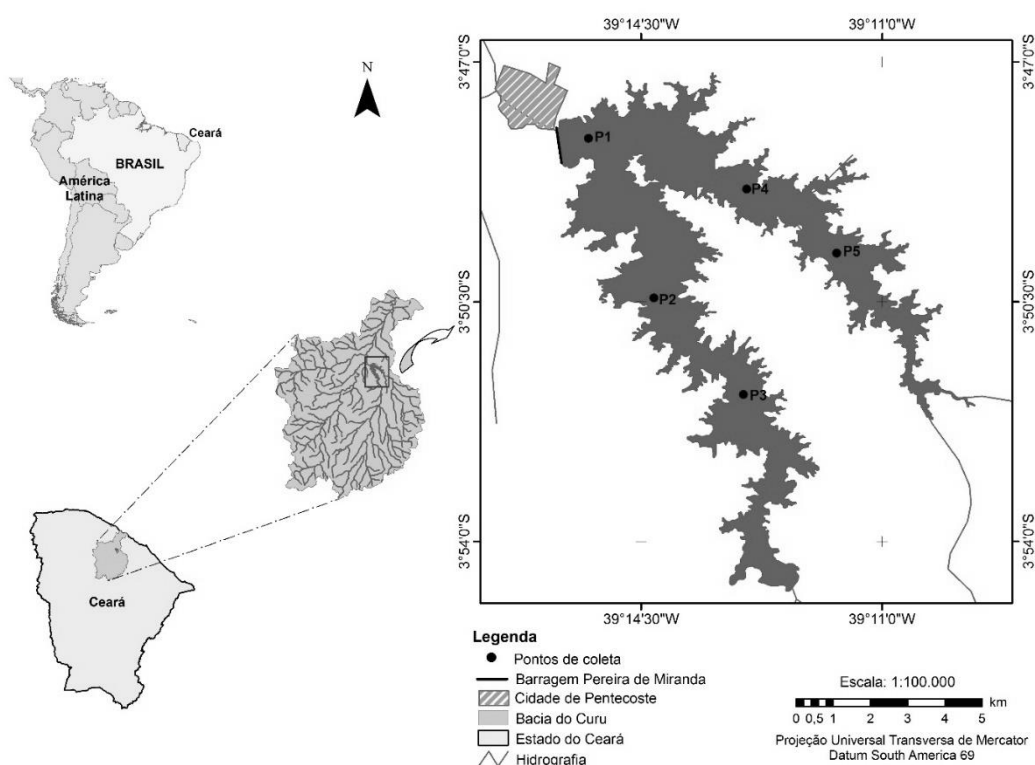 N
Ceará
BRASIL
América
Latina
Ceará
39°14'30"W
39°11'0"W
3°47'0"S
3°47'0"S
P1
P4
P5
3°50'30"S
3°50'30"S
P2
P3
3°54'0"S
3°54'0"S
39°14'30"W
39°11'0"W
Legenda
Pontos de coleta
Barragem Pereira de Miranda
Cidade de Pentecoste
Bacia do Curu
Estado do Ceará
Hidrografia
Escala: 1:100.000
km
0 0,5 1 2 3 4 5
Projeção Universal Transversa de Mercator
Datum South America 69